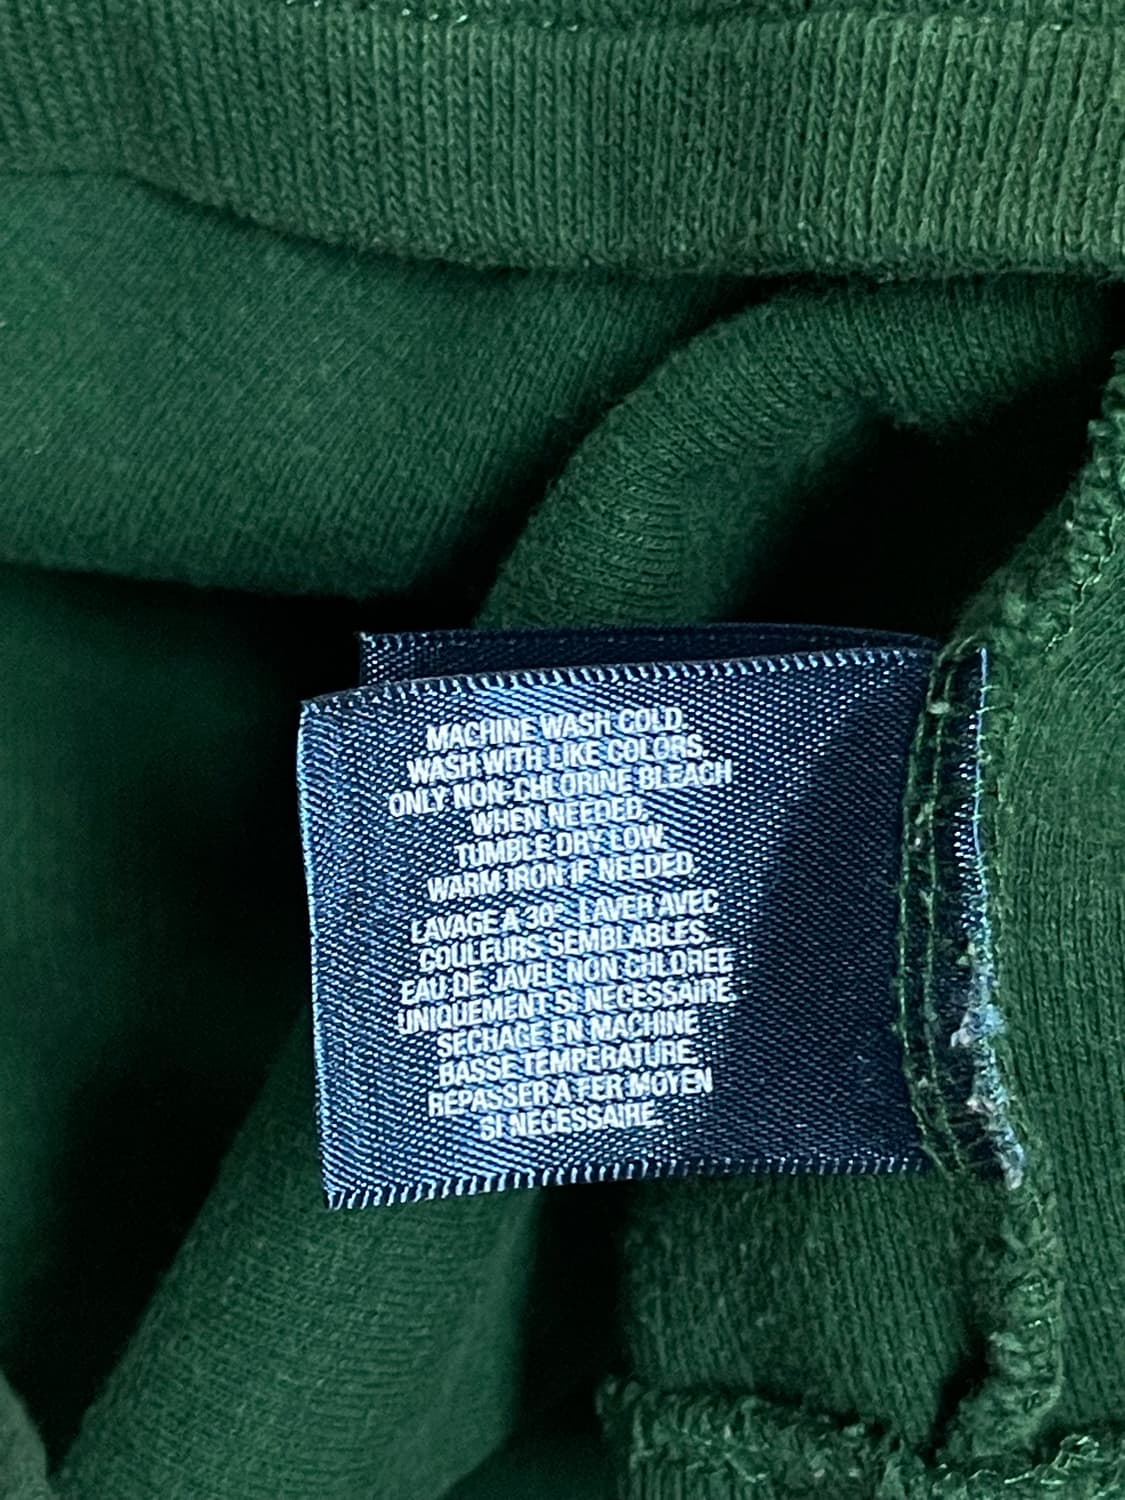 MACHINE WASH COLD.
WASH WITH LIKE COLORS.
ONLY NON-CHLORINE BLEACH
WHEN NEEDED.
TUMBLE DRY LOW.
WARM IRON IF NEEDED.
LAVAGE A 30°. LAVER AVEC
COULEURS SEMBLABLES.
EAU DE JAVEL NON CHLOREE
UNIQUEMENT SI NECESSAIRE.
SECHAGE EN MACHINE
BASSE TEMPERATURE.
REPASSER A FER MOYEN
SI NECESSAIRE.